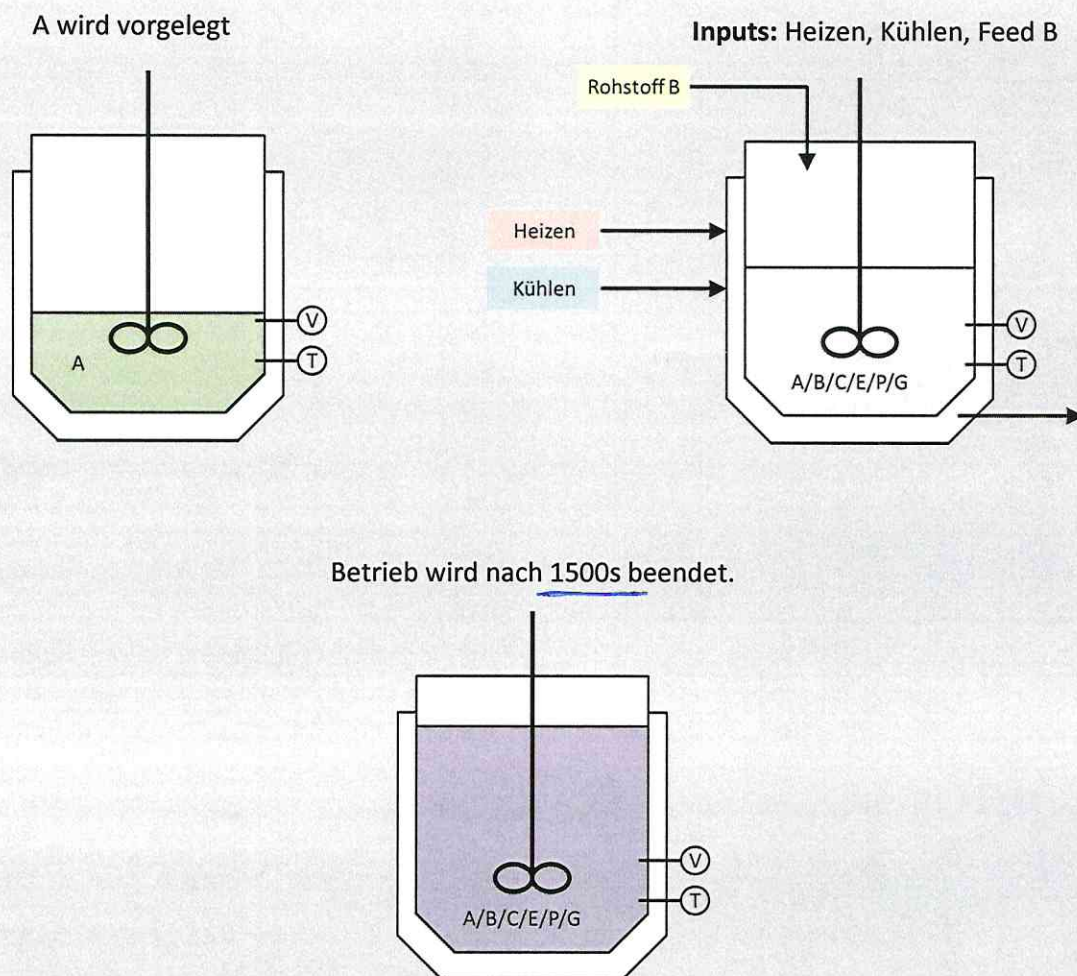 A wird vorgelegt
V
T
A
Inputs: Heizen, Kühlen, Feed B
Rohstoff B
Heizen
Kühlen
V
T
A/B/C/E/P/G
Betrieb wird nach 1500s beendet.
V
T
A/B/C/E/P/G